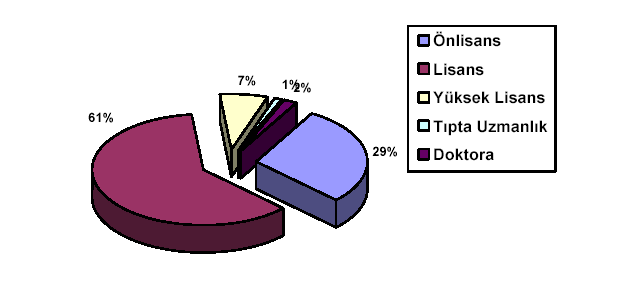 Önlisans
Lisans
Yüksek Lisans
Tıpta Uzmanlık
Doktora
7%
1%
2%
61%
29%